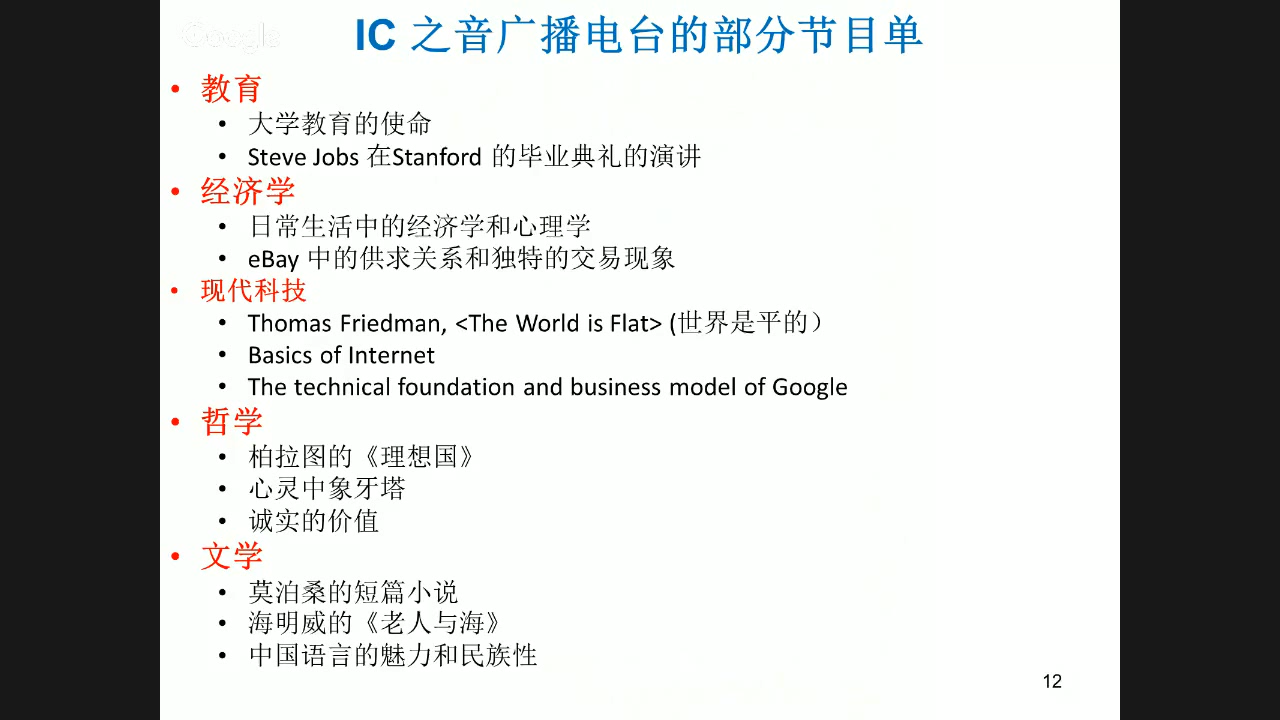 Google
IC 之音广播电台的部分节目单
• 教育
• 大学教育的使命
• Steve Jobs 在Stanford 的毕业典礼的演讲
• 经济学
• 日常生活中的经济学和心理学
• eBay 中的供求关系和独特的交易现象
• 现代科技
• Thomas Friedman, <The World is Flat> (世界是平的）
• Basics of Internet
• The technical foundation and business model of Google
• 哲学
• 柏拉图的《理想国》
• 心灵中象牙塔
• 诚实的价值
• 文学
• 莫泊桑的短篇小说
• 海明威的《老人与海》
• 中国语言的魅力和民族性
12